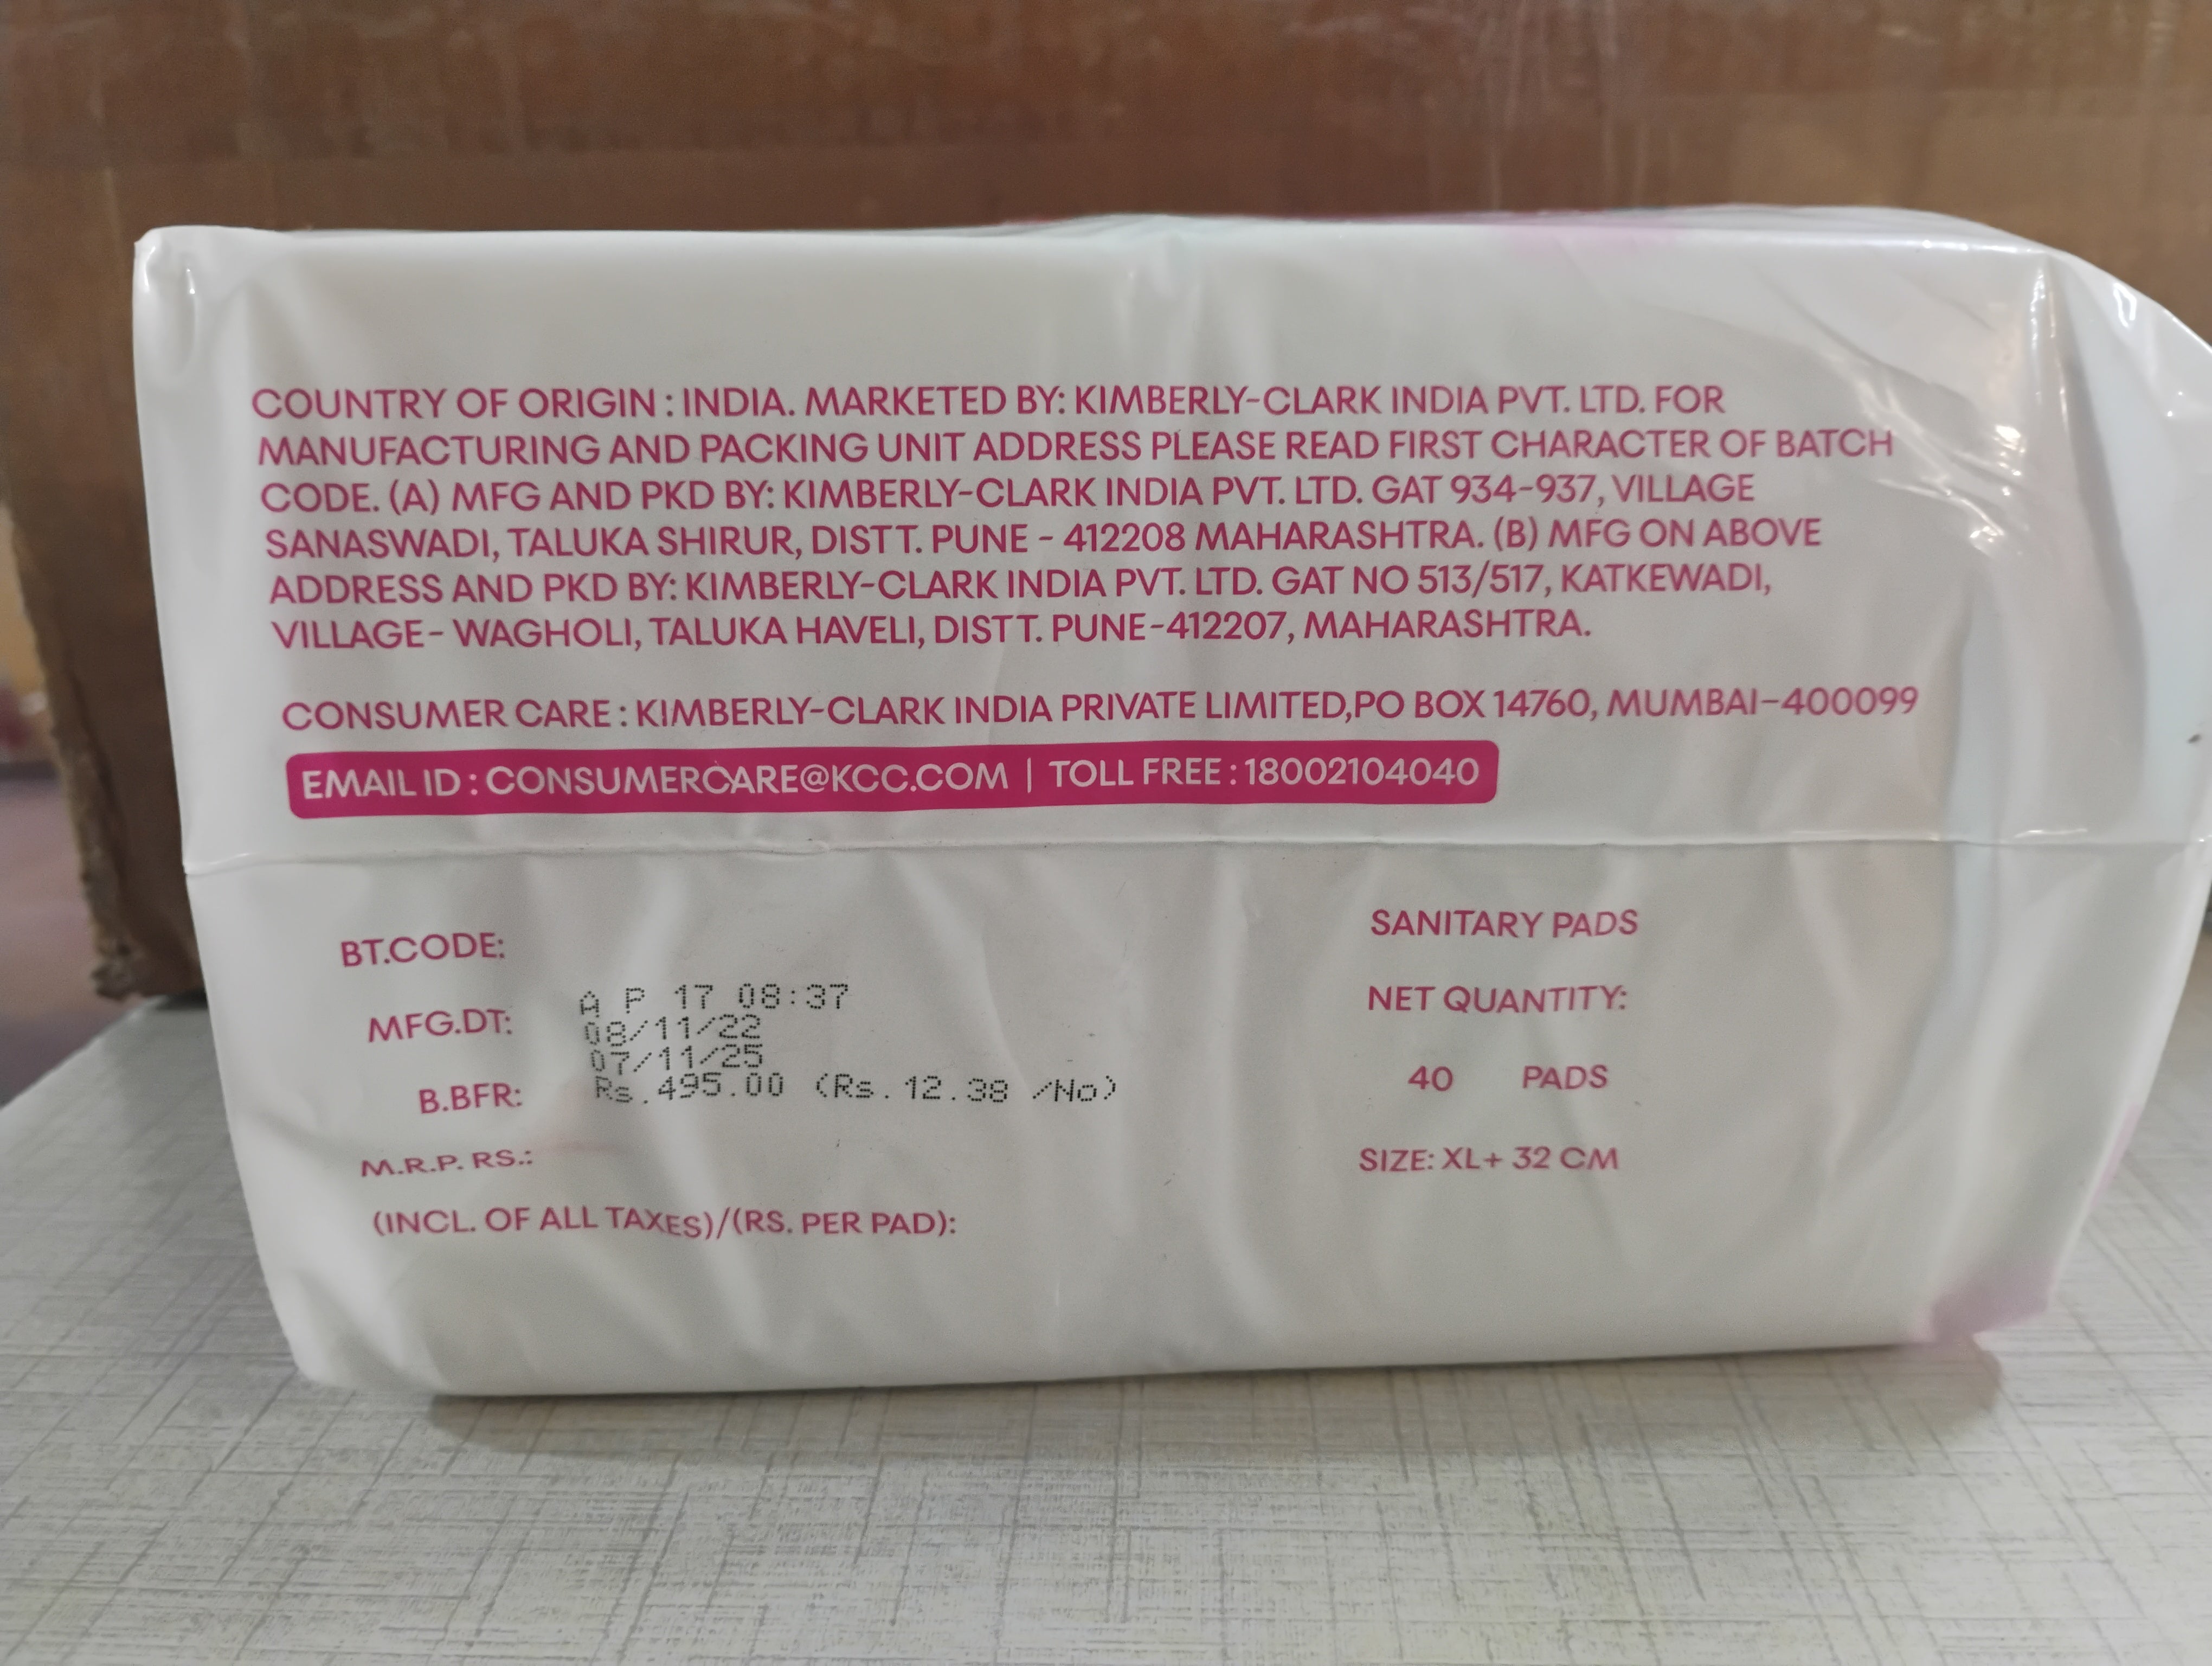 COUNTRY OF ORIGIN : INDIA. MARKETED BY: KIMBERLY-CLARK INDIA PVT. LTD. FOR
MANUFACTURING AND PACKING UNIT ADDRESS PLEASE READ FIRST CHARACTER OF BATCH
CODE. (A) MFG AND PKD BY: KIMBERLY-CLARK INDIA PVT. LTD. GAT 934-937, VILLAGE
SANASWADI, TALUKA SHIRUR, DISTT. PUNE - 412208 MAHARASHTRA. (B) MFG ON ABOVE
ADDRESS AND PKD BY: KIMBERLY-CLARK INDIA PVT. LTD. GAT NO 513/517, KATKEWADI,
VILLAGE- WAGHOLI, TALUKA HAVELI, DISTT. PUNE-412207, MAHARASHTRA.
CONSUMER CARE : KIMBERLY-CLARK INDIA PRIVATE LIMITED,PO BOX 14760, MUMBAI-400099
EMAIL ID : CONSUMERCARE@KCC.COM | TOLL FREE : 18002104040
BT.CODE:
MFG.DT:
B.BFR:
M.R.P. RS.:
(INCL. OF ALL TAXES)/(RS. PER PAD):
A P 17 08:37
08/11/22
07/11/25
Rs.495.00 (Rs.12.38 /No)
SANITARY PADS
NET QUANTITY:
40 PADS
SIZE: XL+ 32 CM